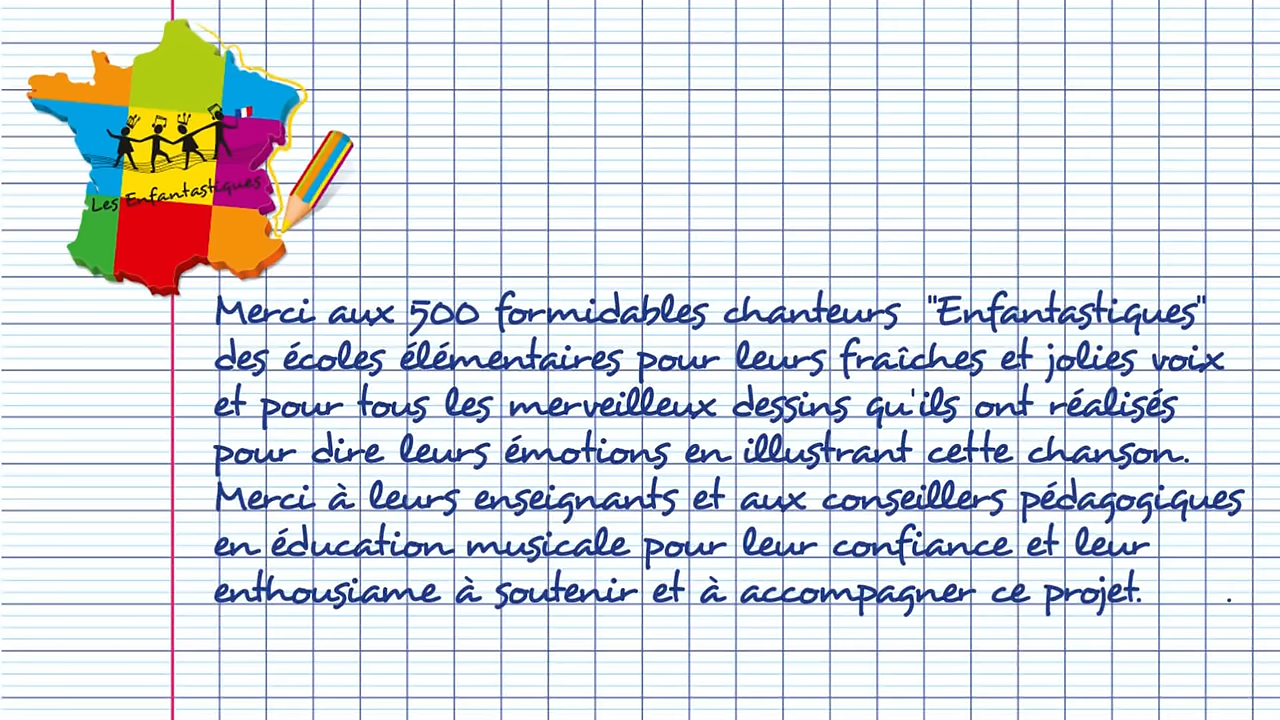 Les Enfantastiques
Merci aux 500 formidables chanteurs "Enfantastiques"
des écoles élémentaires pour leurs fraîches et jolies voix
et pour tous les merveilleux dessins qu'ils ont réalisés
pour dire leurs émotions en illustrant cette chanson.
Merci à leurs enseignants et aux conseillers pédagogiques
en éducation musicale pour leur confiance et leur
enthousiame à soutenir et à accompagner ce projet. .